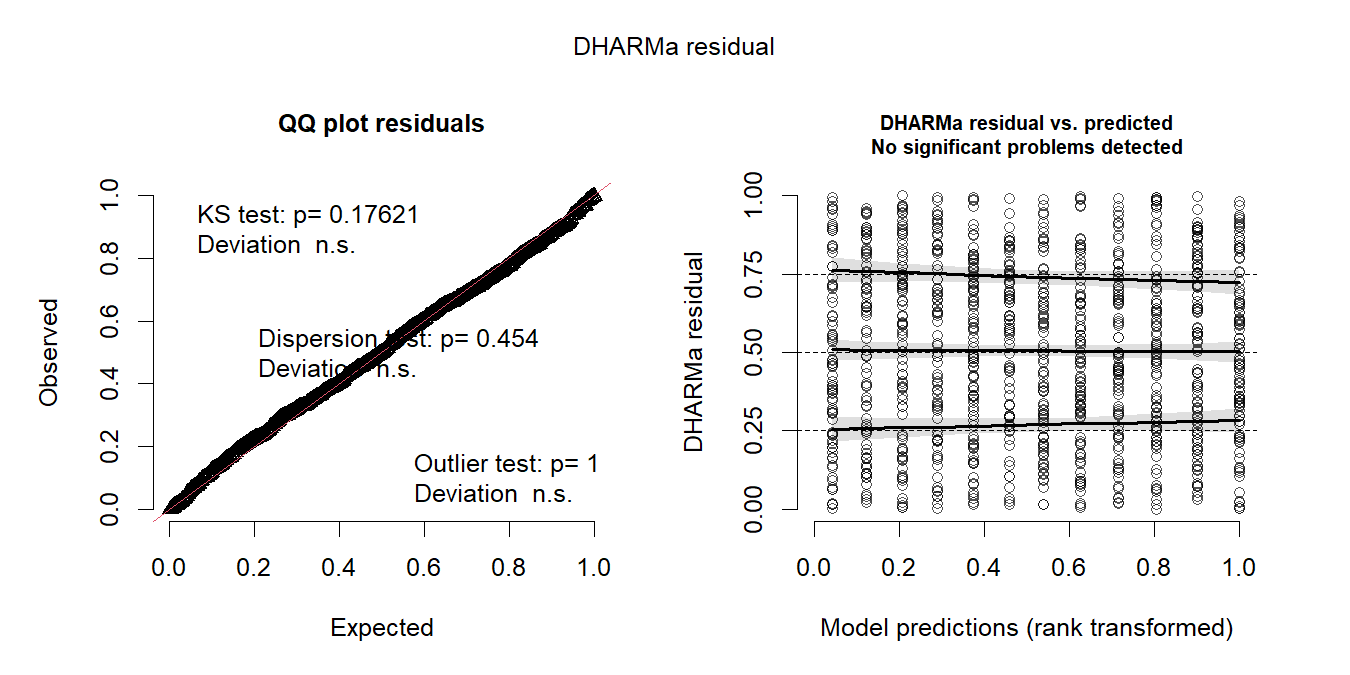 DHARMa residual
QQ plot residuals
KS test: p= 0.17621
Deviation  n.s.
Dispersion test: p= 0.454
Deviation  n.s.
Outlier test: p= 1
Deviation  n.s.
Observed
0.0
0.2
0.4
0.6
0.8
1.0
0.0 0.2 0.4 0.6 0.8 1.0
Expected
DHARMa residual vs. predicted
No significant problems detected
DHARMa residual
0.00
0.25
0.50
0.75
1.00
0.0 0.2 0.4 0.6 0.8 1.0
Model predictions (rank transformed)